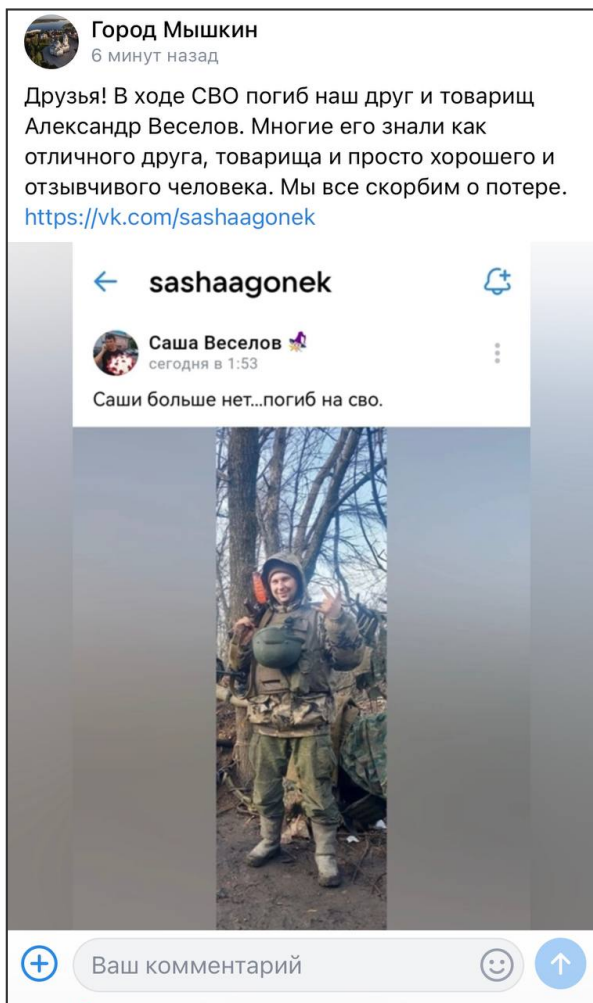 Город Мышкин
6 минут назад
Друзья! В ходе СВО погиб наш друг и товарищ
Александр Веселов. Многие его знали как
отличного друга, товарища и просто хорошего и
отзывчивого человека. Мы все скорбим о потере.
https://vk.com/sashaagonek
sashaagonek
Саша Веселов
сегодня в 1:53
Саши больше нет...погиб на сво.
Ваш комментарий